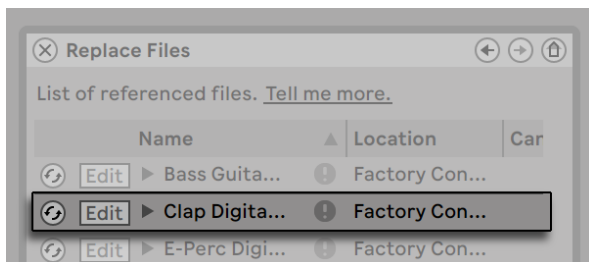 Replace Files
List of referenced files. Tell me more.
Name Location Can
Edit Bass Guita... Factory Con...
Edit Clap Digita... Factory Con...
Edit E-Perc Digi... Factory Con...